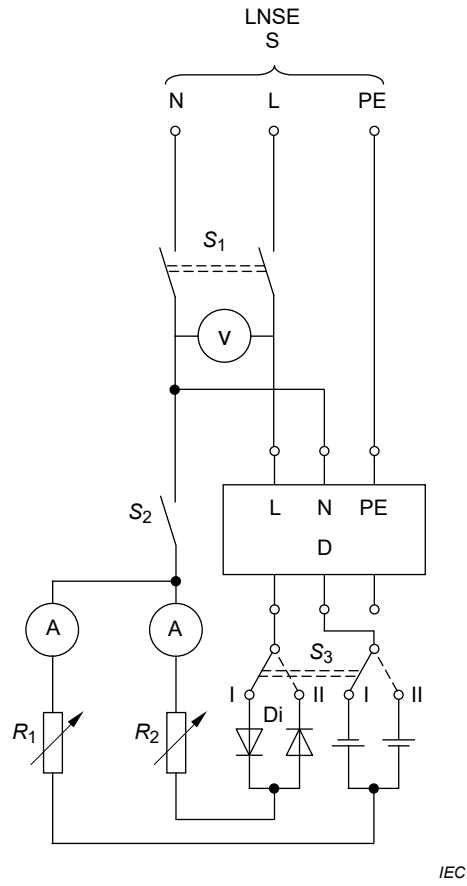 LNSE
S
N L PE
S1
V
S2
L N PE
D
A A
S3
I II I II
Di
R1 R2
IEC